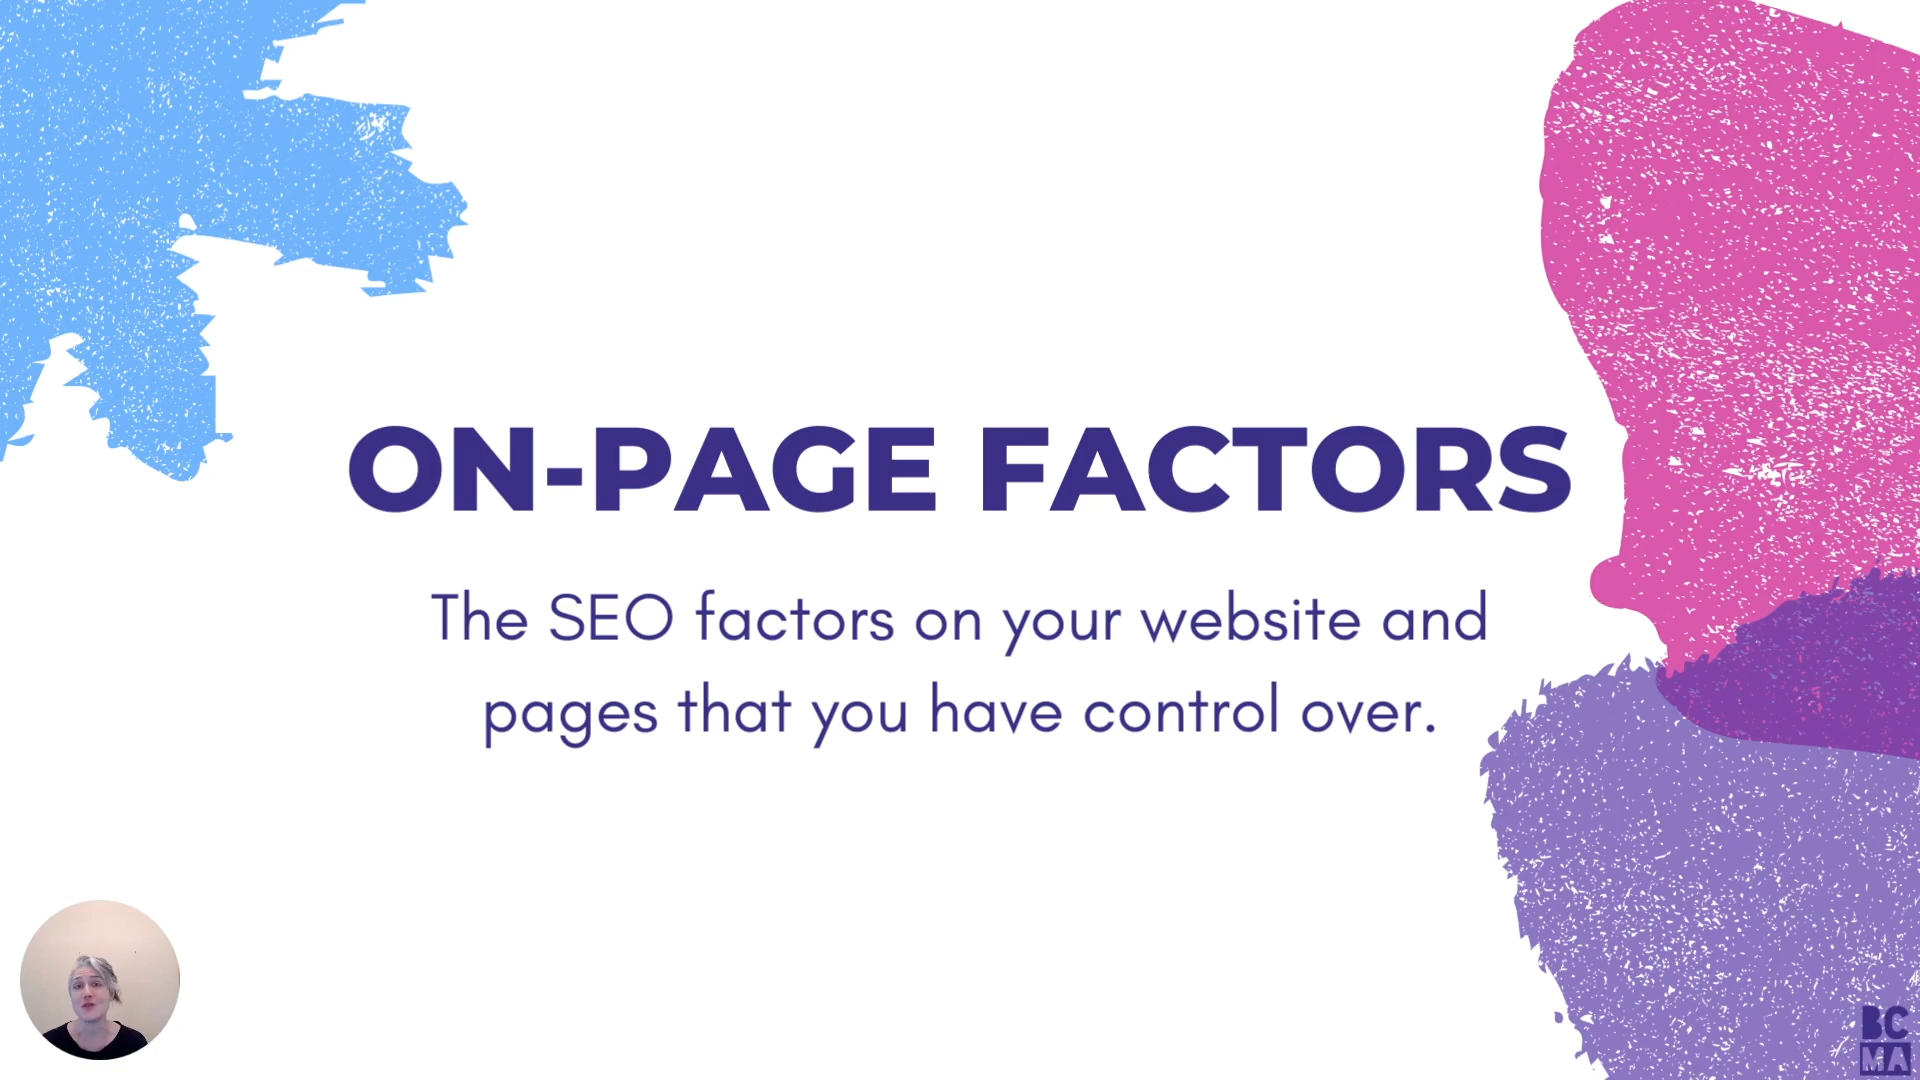 ON-PAGE FACTORS
The SEO factors on your website and
pages that you have control over.
BC
MA